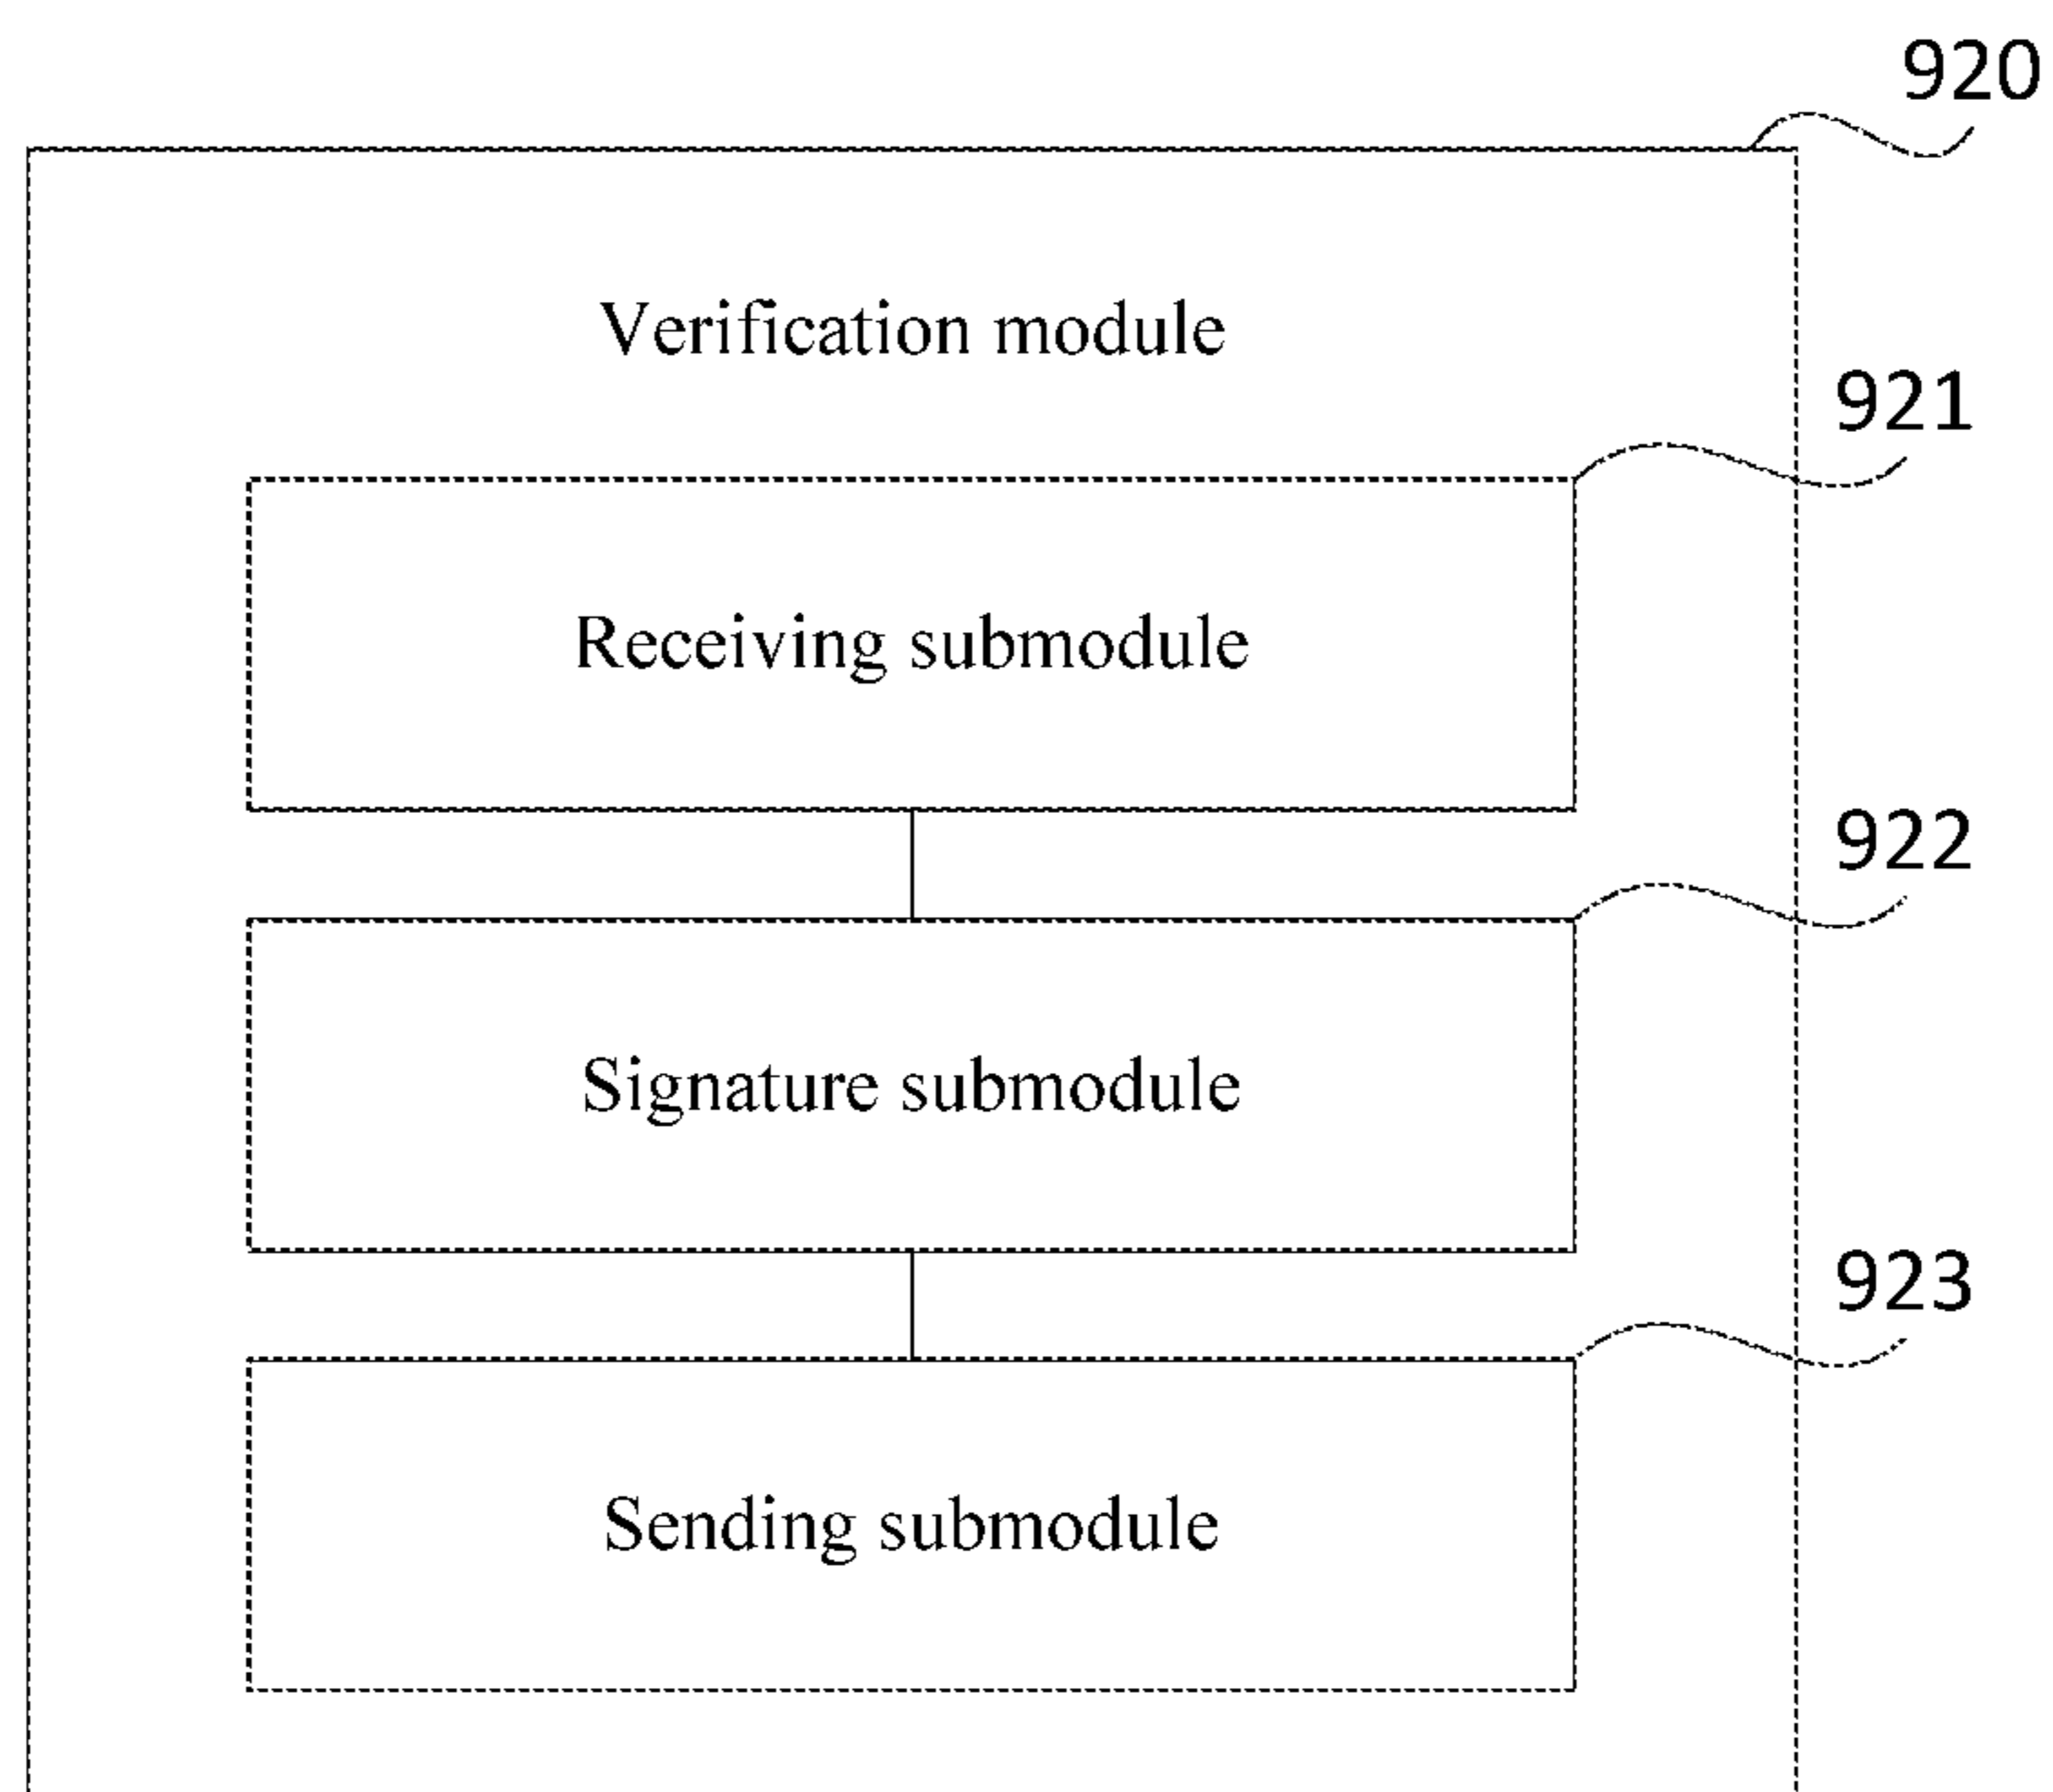 920
Verification module
921
Receiving submodule
922
Signature submodule
923
Sending submodule